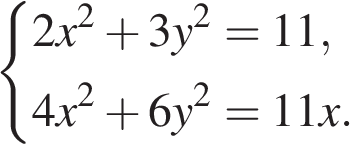 2x² + 3y² = 11,
4x² + 6y² = 11x.